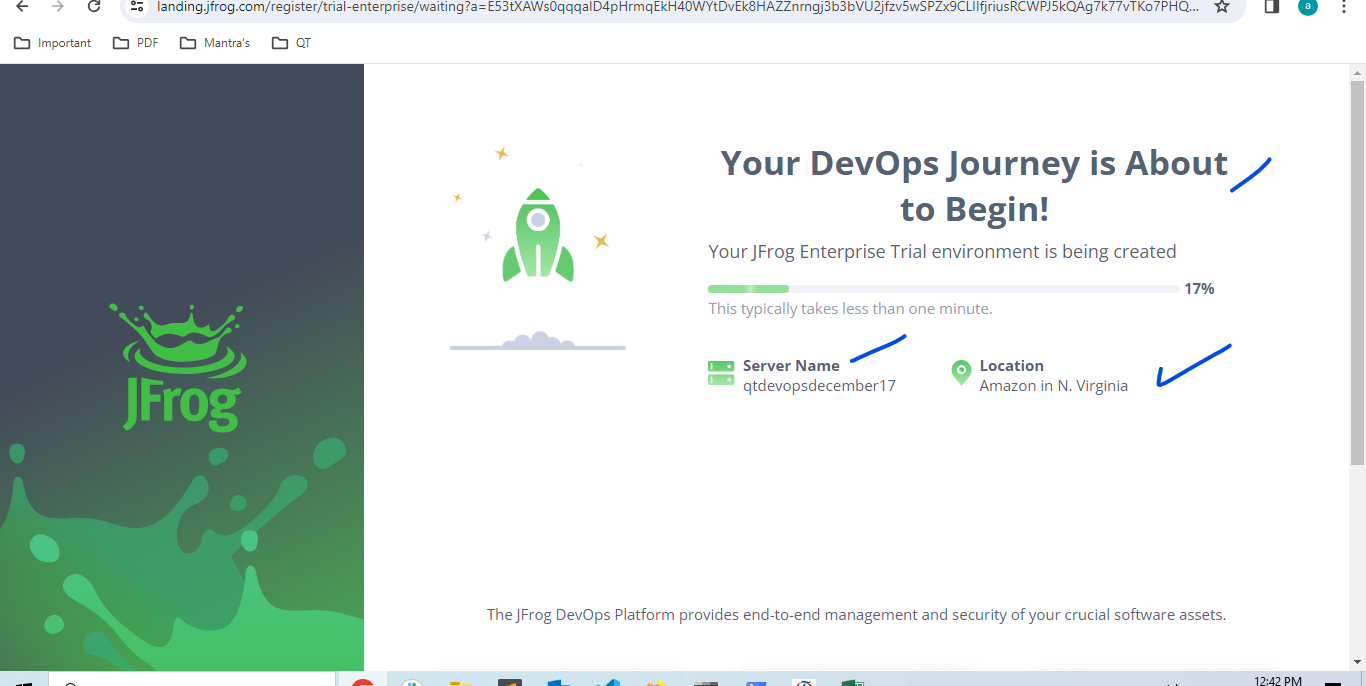 landing.jfrog.com/register/trial-enterprise/waiting?a=E53tXAWs0qqqaID4pHrmqEkH40WYtDvEk8HAZZnrngj3b3bVU2jfzv5wSPZx9CLIIfjriusRCWPJ5kQAg7k77vTKo7PHQ...
a
Important PDF Mantra's QT
Your DevOps Journey is About
to Begin!
Your JFrog Enterprise Trial environment is being created
17%
This typically takes less than one minute.
Server Name Location
qtdevopsdecember17 Amazon in N. Virginia
JFrog
The JFrog DevOps Platform provides end-to-end management and security of your crucial software assets.
12:42 PM